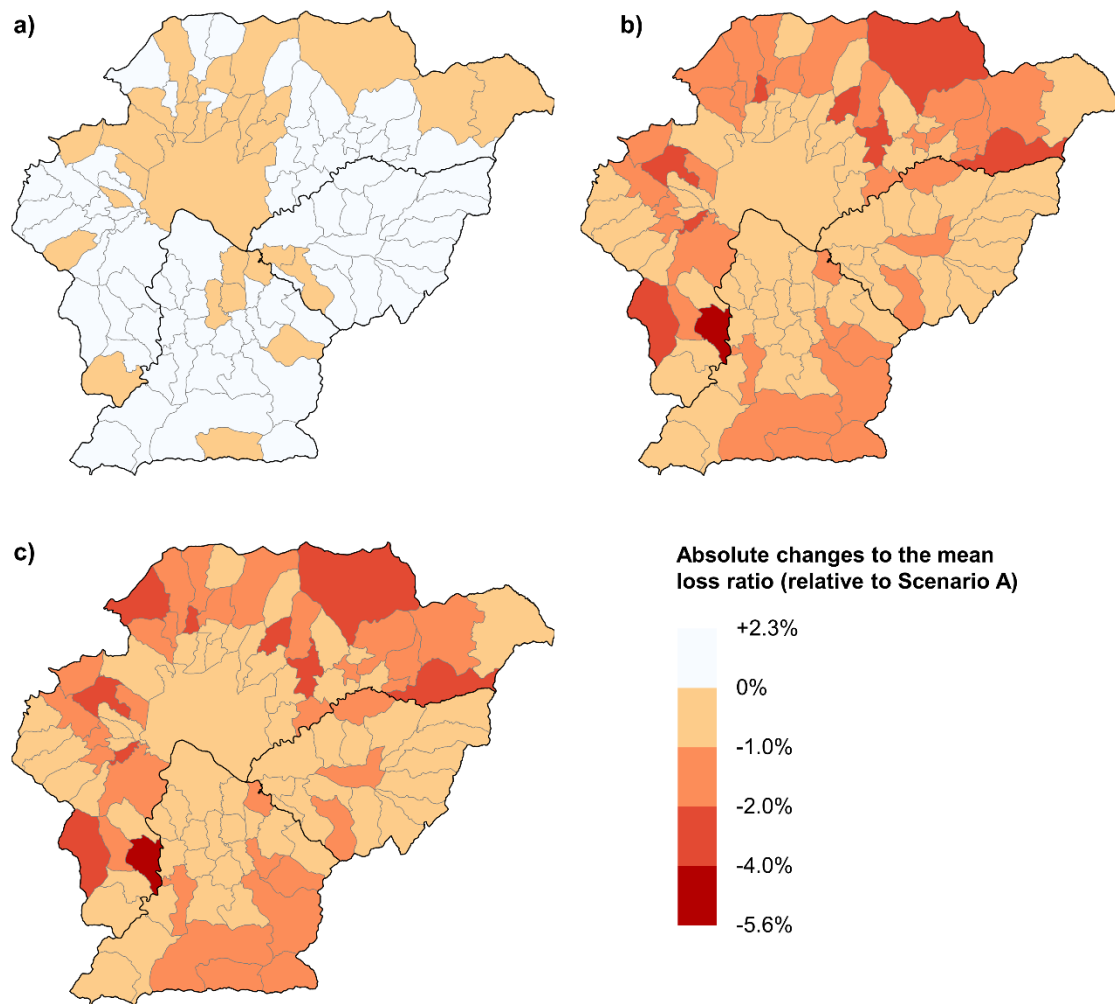 a)
b)
c)
Absolute changes to the mean
loss ratio (relative to Scenario A)
+2.3%
0%
-1.0%
-2.0%
-4.0%
-5.6%